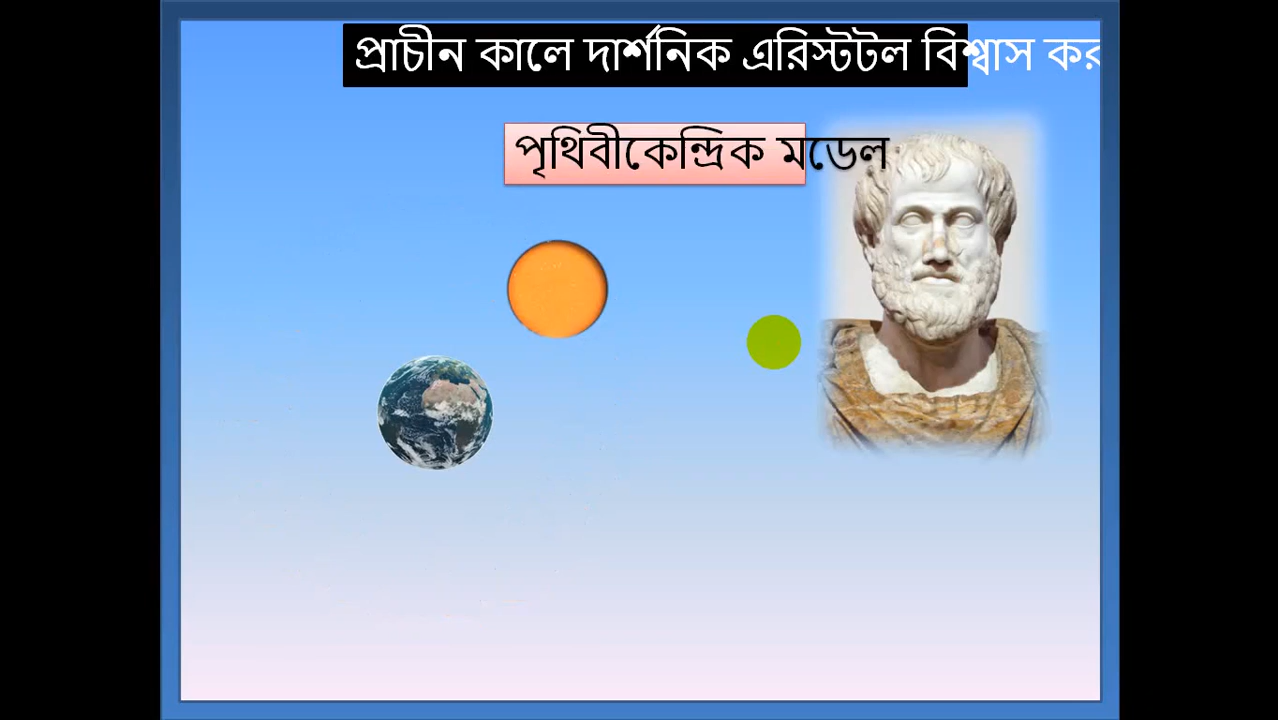 প্রাচীন কালে দার্শনিক এরিস্টটল বিশ্বাস কর
পৃথিবীকেন্দ্রিক মডেল